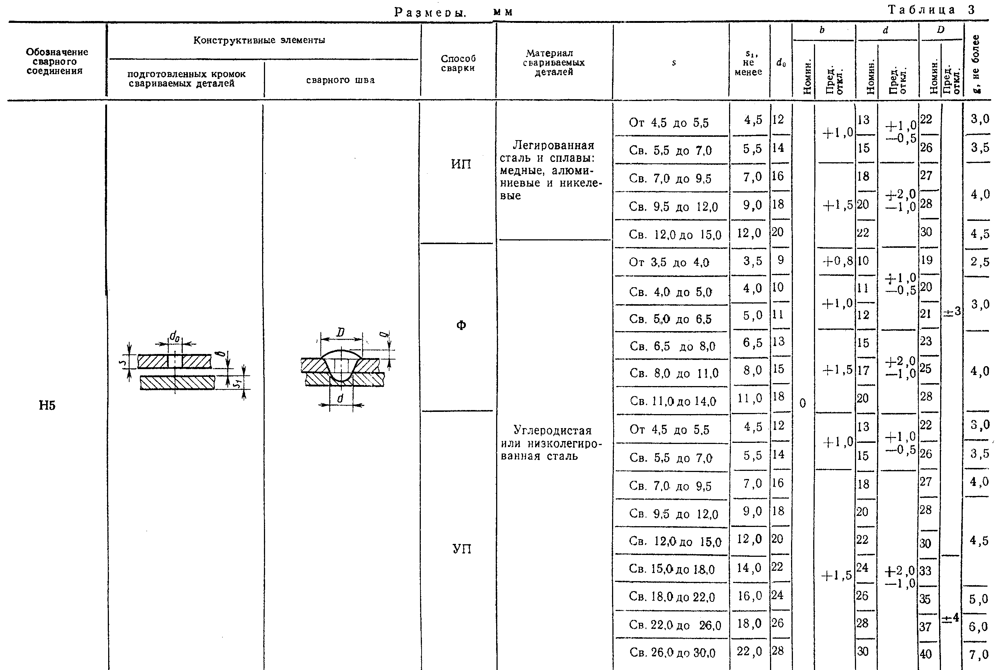 Размеры, мм
Таблица 3
Обозначение сварного соединения
Конструктивные элементы
подготовленных кромок свариваемых деталей
сварного шва
Способ сварки
Материал свариваемых деталей
s
s₁, не менее
d₀
b
d
D
g, не более
Номин.
Пред. откл.
Номин.
Пред. откл.
Номин.
Пред. откл.
Н5
d₀
s
b
s₁
D
g
d
ИП
Легированная
сталь и сплавы:
медные, алюми-
ниевые и никеле-
вые
Ф
УП
Углеродистая
или низколегиро-
ванная сталь
От 4,5 до 5,5 4,5 12 0 +1,0 13 +1,0 −0,5 22 ±3 3,0
Св. 5,5 до 7,0 5,5 14 15 26 3,5
Св. 7,0 до 9,5 7,0 16 +1,5 18 +2,0 −1,0 27 4,0
Св. 9,5 до 12,0 9,0 18 20 28
Св. 12,0 до 15,0 12,0 20 22 30 4,5
От 3,5 до 4,0 3,5 9 +0,8 10 +1,0 −0,5 19 2,5
Св. 4,0 до 5,0 4,0 10 +1,0 11 20 3,0
Св. 5,0 до 6,5 5,0 11 12 21
Св. 6,5 до 8,0 6,5 13 +1,5 15 +2,0 −1,0 23 4,0
Св. 8,0 до 11,0 8,0 15 17 25
Св. 11,0 до 14,0 11,0 18 20 28
От 4,5 до 5,5 4,5 12 +1,0 13 +1,0 −0,5 22 3,0
Св. 5,5 до 7,0 5,5 14 15 26 3,5
Св. 7,0 до 9,5 7,0 16 +1,5 18 +2,0 −1,0 27 4,0
Св. 9,5 до 12,0 9,0 18 20 28 4,5
Св. 12,0 до 15,0 12,0 20 22 30
Св. 15,0 до 18,0 14,0 22 24 33 ±4
Св. 18,0 до 22,0 16,0 24 26 35 5,0
Св. 22,0 до 26,0 18,0 26 28 37 6,0
Св. 26,0 до 30,0 22,0 28 30 40 7,0